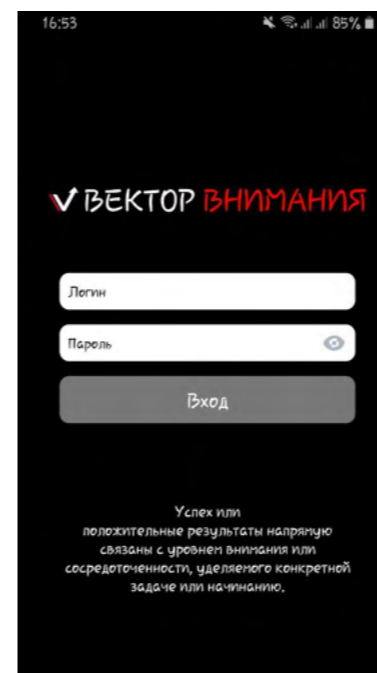 16:53
85%
ВЕКТОР ВНИМАНИЯ
Логин
Пароль
Вход
Успех или
положительные результаты напрямую
связаны с уровнем внимания или
сосредоточенности, уделяемого конкретной
задаче или начинанию.